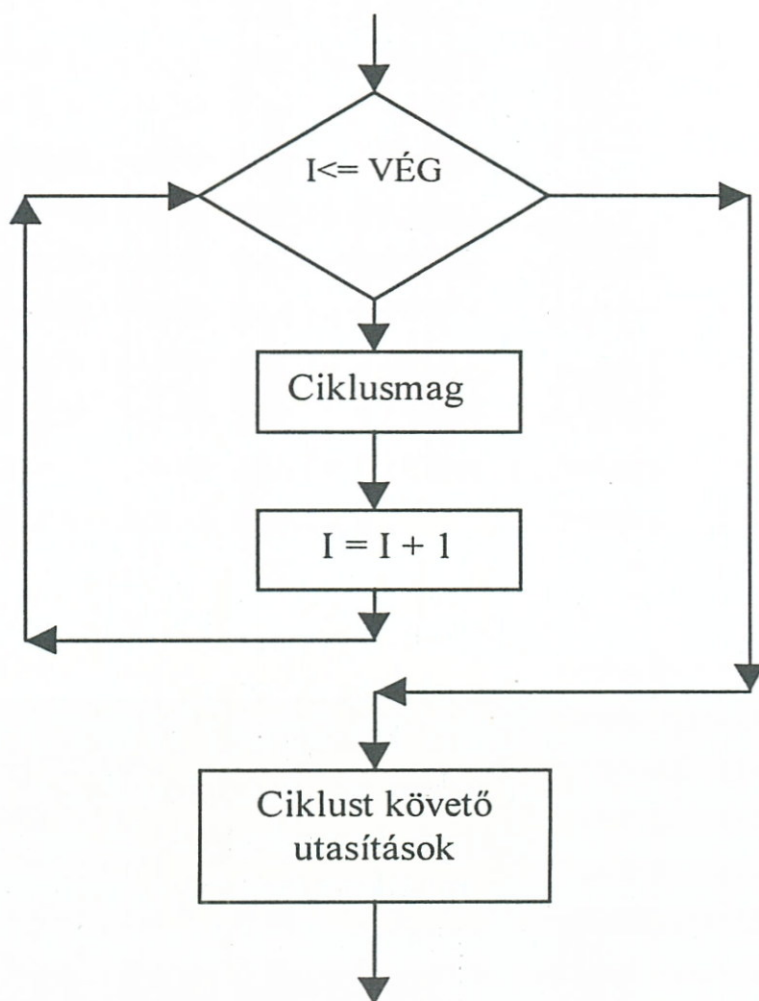 I<= VÉG
Ciklusmag
I = I + 1
Ciklust követő
utasítások